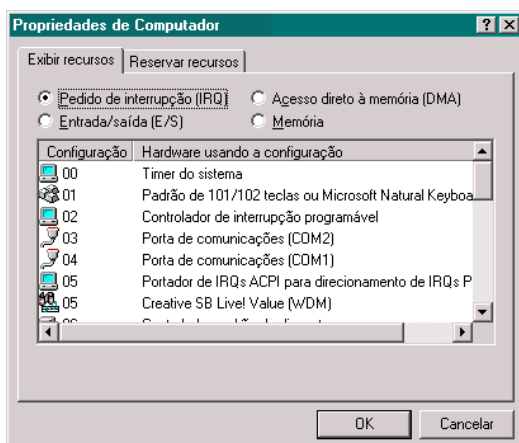 Propriedades de Computador
Exibir recursos
Reservar recursos
Pedido de interrupção (IRQ)
Acesso direto à memória (DMA)
Entrada/saída (E/S)
Memória
Configuração Hardware usando a configuração
00 Timer do sistema
01 Padrão de 101/102 teclas ou Microsoft Natural Keyboa
02 Controlador de interrupção programável
03 Porta de comunicações (COM2)
04 Porta de comunicações (COM1)
05 Portador de IRQs ACPI para direcionamento de IRQs P
05 Creative SB Live! Value (WDM)
OK
Cancelar